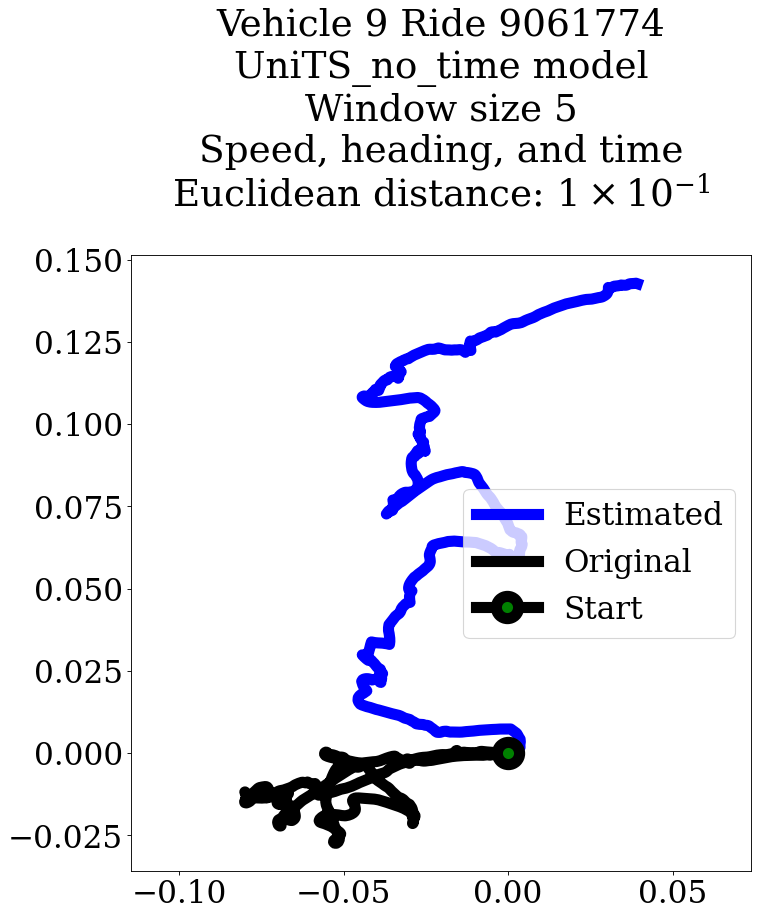 Vehicle 9 Ride 9061774
UniTS_no_time model
Window size 5
Speed, heading, and time
Euclidean distance: 1 × 10⁻¹
0.150
0.125
0.100
0.075
0.050
0.025
0.000
−0.025
Estimated
Original
Start
−0.10
−0.05
0.00
0.05